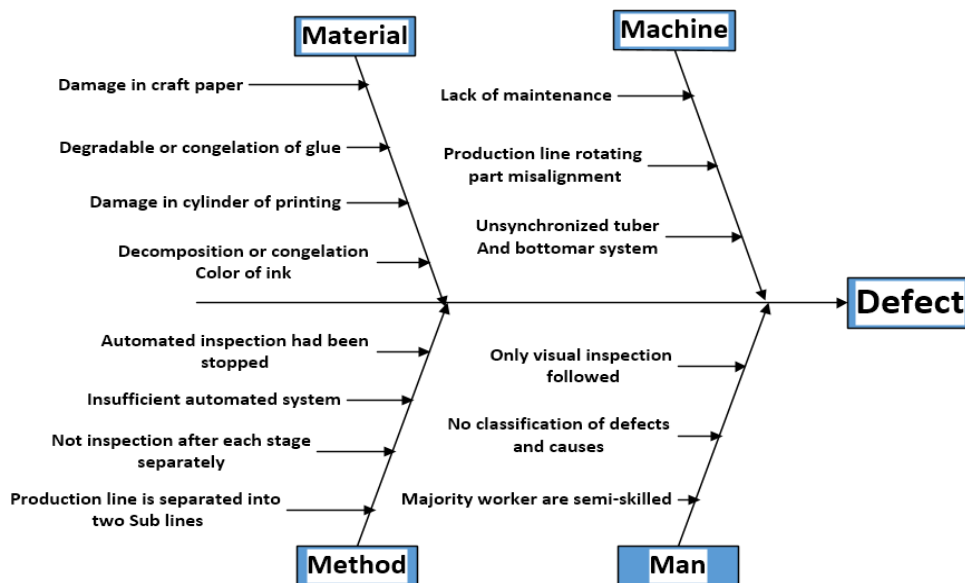 Material
Machine
Damage in craft paper
Lack of maintenance
Degradable or congelation of glue
Production line rotating
part misalignment
Damage in cylinder of printing
Unsynchronized tuber
And bottomar system
Decomposition or congelation
Color of ink
Defect
Automated inspection had been
stopped
Only visual inspection
followed
Insufficient automated system
No classification of defects
and causes
Not inspection after each stage
separately
Majority worker are semi-skilled
Production line is separated into
two Sub lines
Method
Man